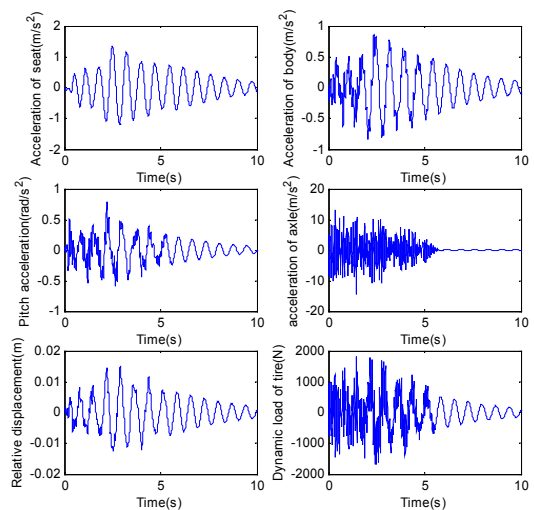 Acceleration of seat(m/s²)
2
1
0
-1
-2
0 5 10
Time(s)
Acceleration of body(m/s²)
1
0.5
0
-0.5
-1
0 5 10
Time(s)
Pitch acceleration(rad/s²)
1
0.5
0
-0.5
-1
0 5 10
Time(s)
acceleration of axle(m/s²)
20
10
0
-10
-20
0 5 10
Time(s)
Relative displacement(m)
0.02
0.01
0
-0.01
-0.02
0 5 10
Time(s)
Dynamic load of tire(N)
2000
1000
0
-1000
-2000
0 5 10
Time(s)